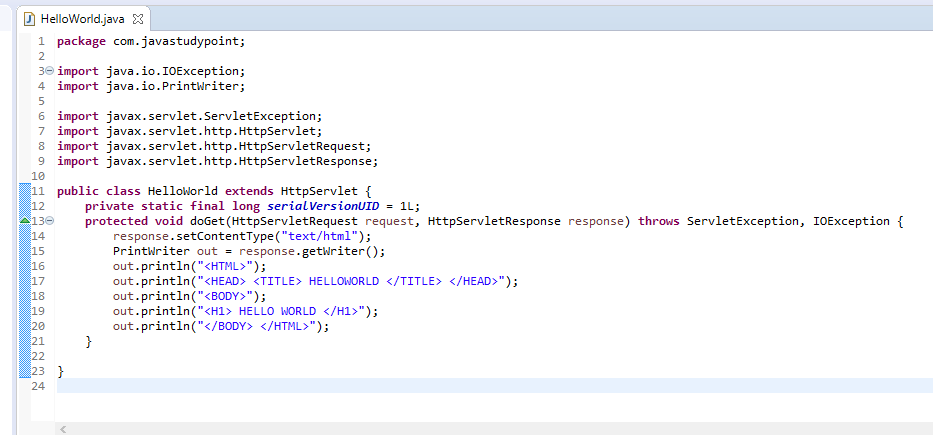 HelloWorld.java
1 package com.javastudypoint;
2
3 import java.io.IOException;
4 import java.io.PrintWriter;
5
6 import javax.servlet.ServletException;
7 import javax.servlet.http.HttpServlet;
8 import javax.servlet.http.HttpServletRequest;
9 import javax.servlet.http.HttpServletResponse;
10
11 public class HelloWorld extends HttpServlet {
12     private static final long serialVersionUID = 1L;
13     protected void doGet(HttpServletRequest request, HttpServletResponse response) throws ServletException, IOException {
14         response.setContentType("text/html");
15         PrintWriter out = response.getWriter();
16         out.println("<HTML>");
17         out.println("<HEAD> <TITLE> HELLOWORLD </TITLE> </HEAD>");
18         out.println("<BODY>");
19         out.println("<H1> HELLO WORLD </H1>");
20         out.println("</BODY> </HTML>");
21     }
22
23 }
24